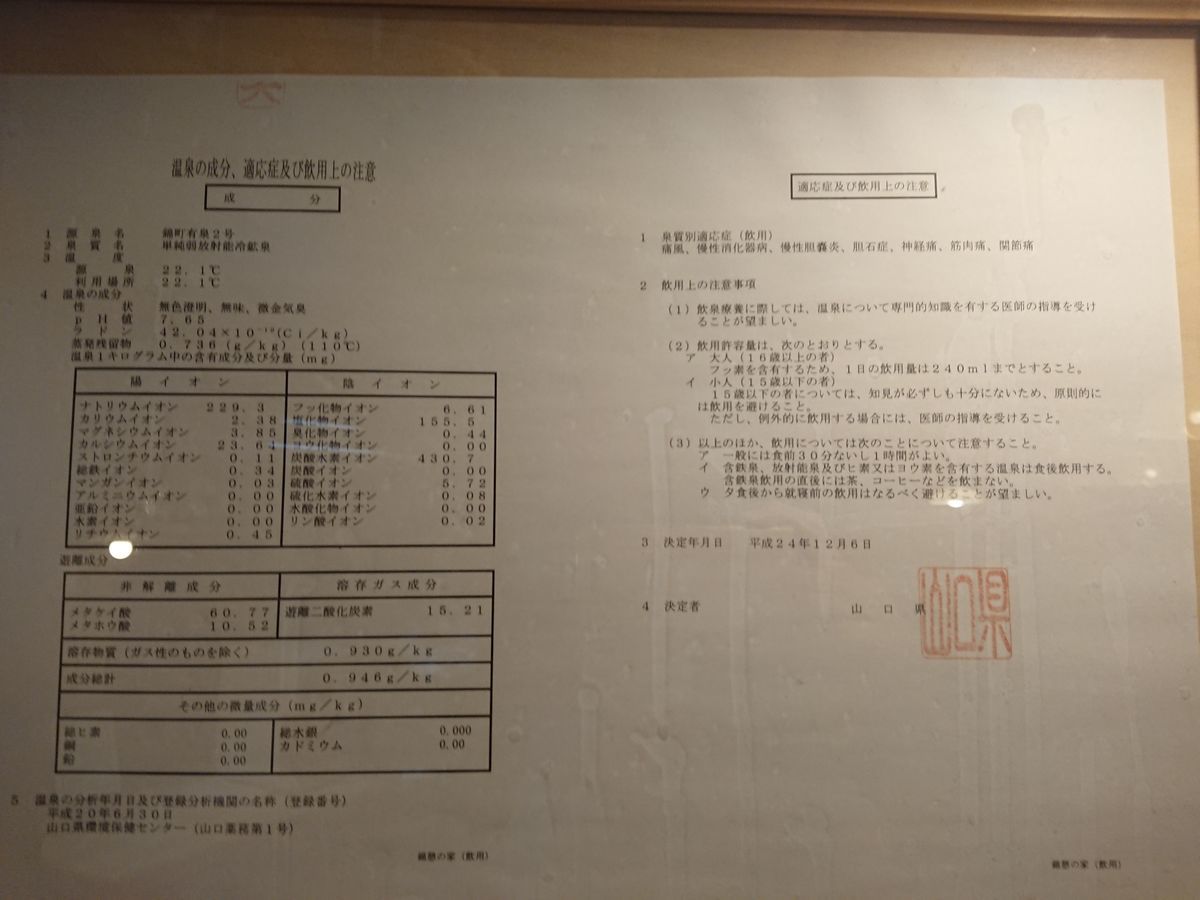 温泉の成分、適応症及び飲用上の注意
成 分
1 源泉名 錦町有泉2号
2 泉質名 単純弱放射能冷鉱泉
3 温度
源泉 22.1℃
利用場所 22.1℃
4 温泉の成分
性状 無色澄明、無味、微金気臭
pH値 7.65
ラドン 42.04×10⁻¹⁰(Ci/kg)
蒸発残留物 0.736(g/kg)(110℃)
温泉1キログラム中の含有成分及び分量(mg)
陽イオン 陰イオン
ナトリウムイオン 229.3 フッ化物イオン 6.61
カリウムイオン 2.38 塩化物イオン 155.5
マグネシウムイオン 3.85 臭化物イオン 0.44
カルシウムイオン 23.64 ヨウ化物イオン 0.00
ストロンチウムイオン 0.11 炭酸水素イオン 430.7
総鉄イオン 0.34 炭酸イオン 0.00
マンガンイオン 0.03 硫酸イオン 5.72
アルミニウムイオン 0.00 硫化水素イオン 0.08
亜鉛イオン 0.00 水酸化物イオン 0.00
水素イオン 0.00 リン酸イオン 0.02
リチウムイオン 0.45
遊離成分
非解離成分 溶存ガス成分
メタケイ酸 60.77 遊離二酸化炭素 15.21
メタホウ酸 10.52
溶存物質(ガス性のものを除く) 0.930g/kg
成分総計 0.946g/kg
その他の微量成分(mg/kg)
総ヒ素 0.00 総水銀 0.000
銅 0.00 カドミウム 0.00
鉛 0.00
5 温泉の分析年月日及び登録分析機関の名称(登録番号)
平成20年6月30日
山口県環境保健センター(山口薬務第1号)
の家(飲用)
適応症及び飲用上の注意
1 泉質別適応症(飲用)
痛風、慢性消化器病、慢性胆嚢炎、胆石症、神経痛、筋肉痛、関節痛
2 飲用上の注意事項
(1)飲泉療養に際しては、温泉について専門的知識を有する医師の指導を受け
ることが望ましい。
(2)飲用許容量は、次のとおりとする。
ア 大人(16歳以上の者)
フッ素を含有するため、1日の飲用量は240mlまでとすること。
イ 小人(15歳以下の者)
15歳以下の者については、知見が必ずしも十分にないため、原則的に
は飲用を避けること。
ただし、例外的に飲用する場合には、医師の指導を受けること。
(3)以上のほか、飲用については次のことについて注意すること。
ア 一般には食前30分ないし1時間がよい。
イ 含鉄泉、放射能泉及びヒ素又はヨウ素を含有する温泉は食後飲用する。
含鉄泉飲用の直後には茶、コーヒーなどを飲まない。
ウ 夕食後から就寝前の飲用はなるべく避けることが望ましい。
3 決定年月日 平成24年12月6日
4 決定者 山口県
山口県
の家(飲用)